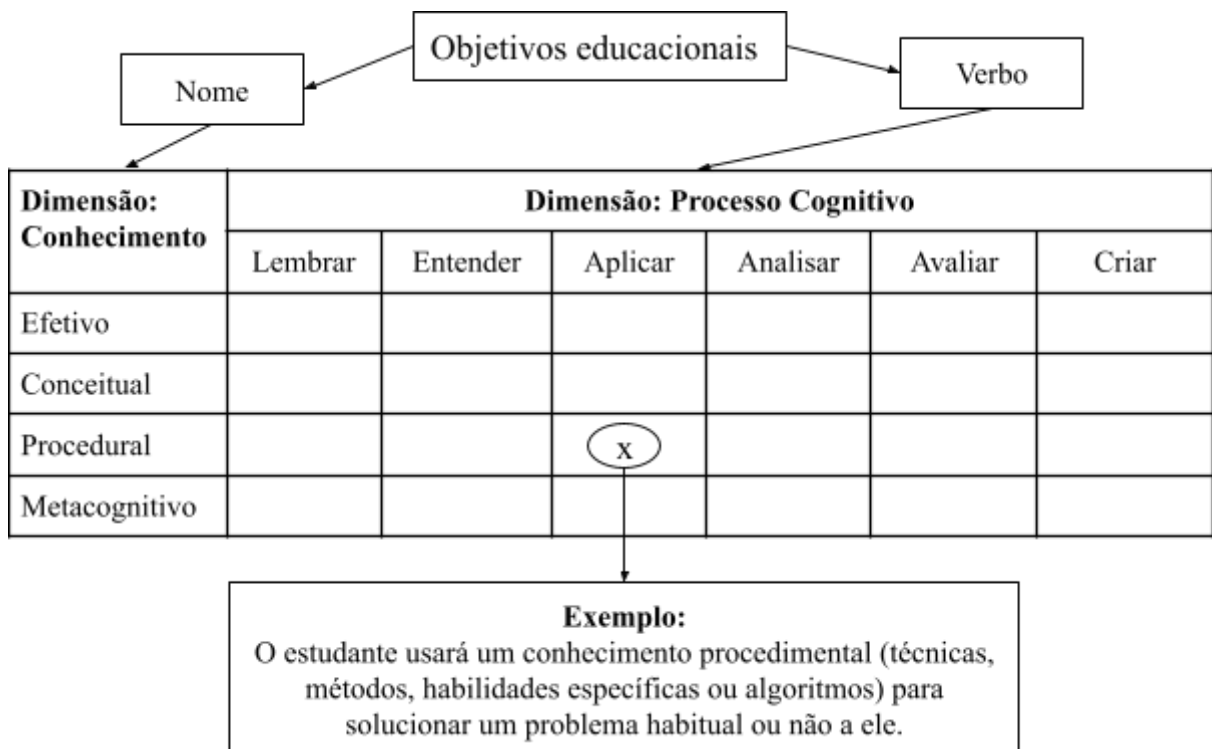 Objetivos educacionais
Nome
Verbo
Dimensão:
Conhecimento
Dimensão: Processo Cognitivo
Lembrar Entender Aplicar Analisar Avaliar Criar
Efetivo
Conceitual
Procedural x
Metacognitivo
Exemplo:
O estudante usará um conhecimento procedimental (técnicas,
métodos, habilidades específicas ou algoritmos) para
solucionar um problema habitual ou não a ele.